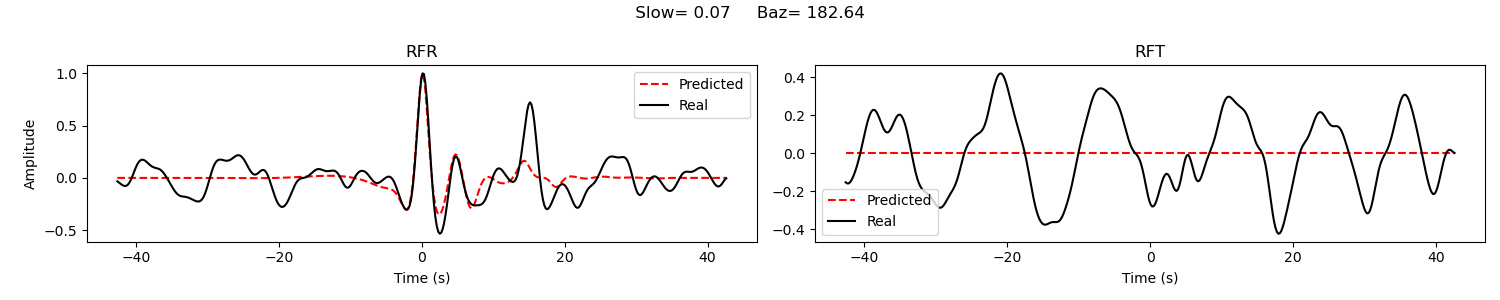 Slow= 0.07 Baz= 182.64
RFR
RFT
Amplitude
1.0
0.5
0.0
−0.5
−40
−20
0
20
40
Time (s)
Predicted
Real
0.4
0.2
0.0
−0.2
−0.4
−40
−20
0
20
40
Time (s)
Predicted
Real